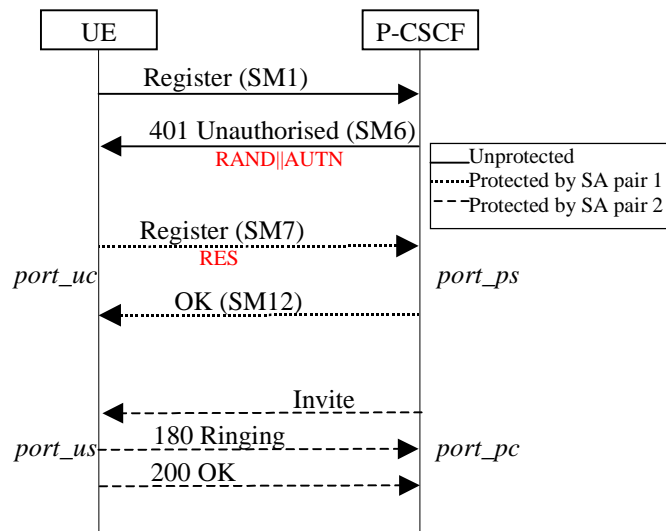 UE
P-CSCF
Register (SM1)
401 Unauthorised (SM6)
RAND||AUTN
Unprotected
Protected by SA pair 1
Protected by SA pair 2
Register (SM7)
RES
port_uc
port_ps
OK (SM12)
Invite
port_us
180 Ringing
port_pc
200 OK